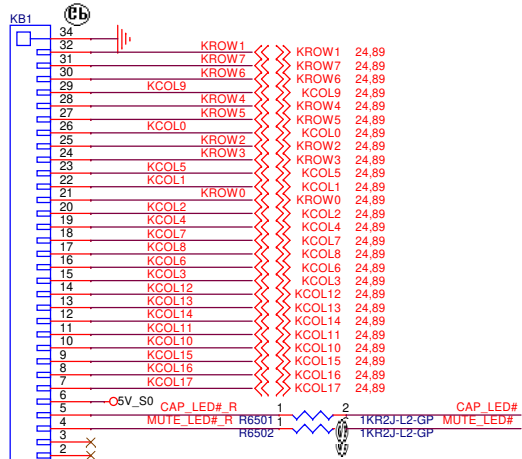 KB1
34
32 KROW1 KROW1 24,89
31 KROW7 KROW7 24,89
30 KROW6 KROW6 24,89
29 KCOL9 KCOL9 24,89
28 KROW4 KROW4 24,89
27 KROW5 KROW5 24,89
26 KCOL0 KCOL0 24,89
25 KROW2 KROW2 24,89
24 KROW3 KROW3 24,89
23 KCOL5 KCOL5 24,89
22 KCOL1 KCOL1 24,89
21 KROW0 KROW0 24,89
20 KCOL2 KCOL2 24,89
19 KCOL4 KCOL4 24,89
18 KCOL7 KCOL7 24,89
17 KCOL8 KCOL8 24,89
16 KCOL6 KCOL6 24,89
15 KCOL3 KCOL3 24,89
14 KCOL12 KCOL12 24,89
13 KCOL13 KCOL13 24,89
12 KCOL14 KCOL14 24,89
11 KCOL11 KCOL11 24,89
10 KCOL10 KCOL10 24,89
9 KCOL15 KCOL15 24,89
8 KCOL16 KCOL16 24,89
7 KCOL17 KCOL17 24,89
6 5V_S0
5 CAP_LED#_R 1 2 CAP_LED#
R6501 1KR2J-L2-GP
4 MUTE_LED#_R 1 MUTE_LED#
R6502 1KR2J-L2-GP
3
2